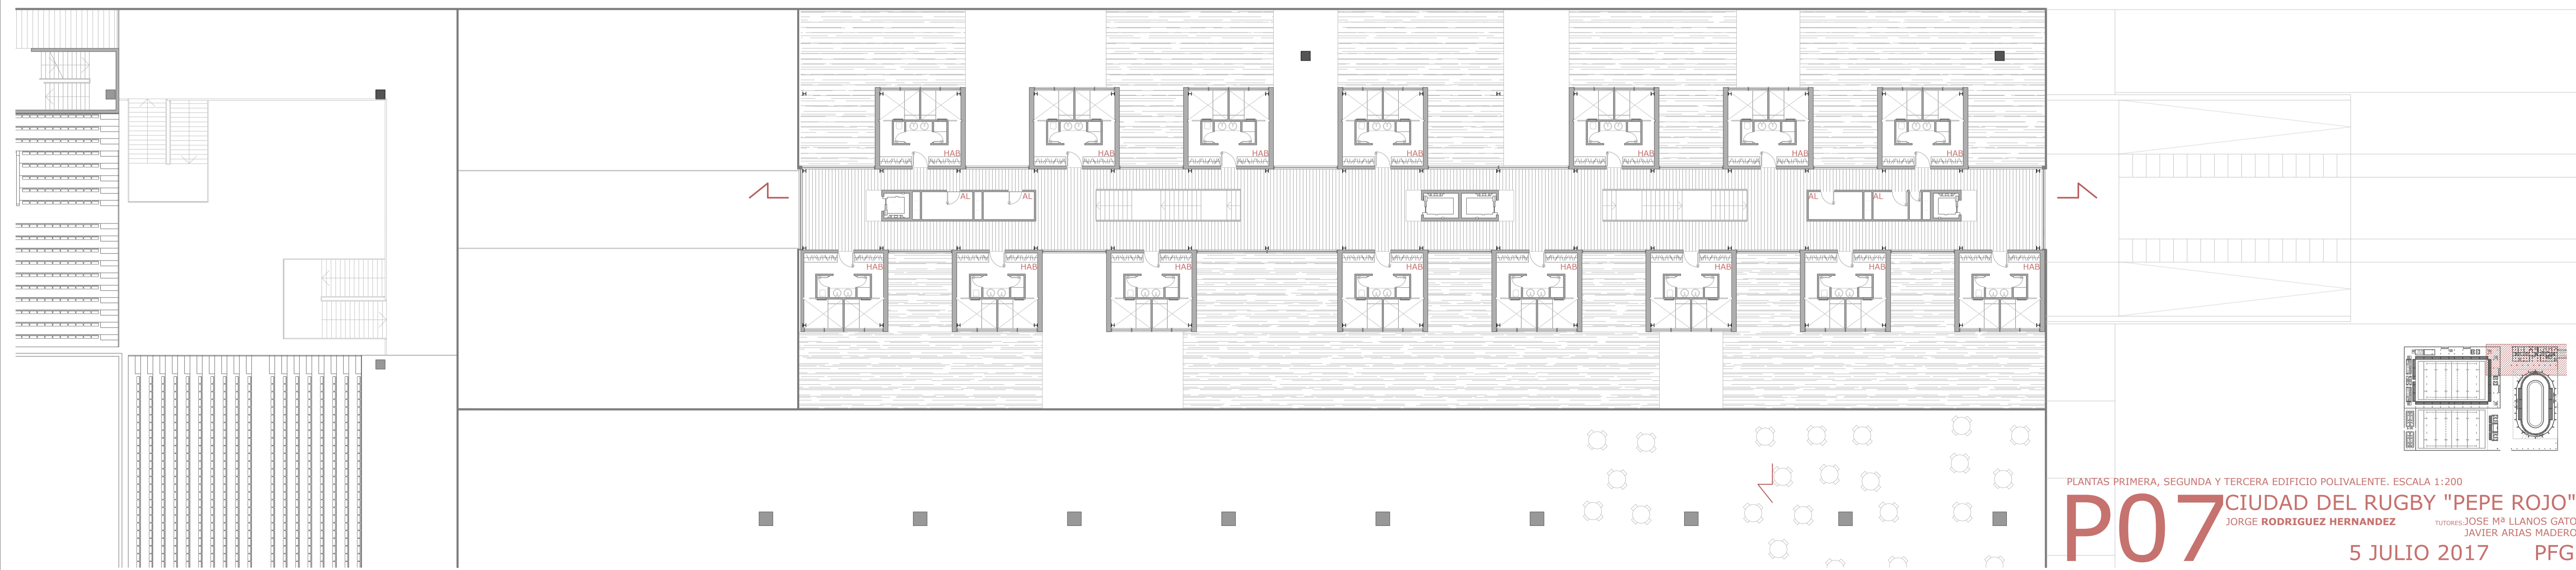 HAB HAB HAB HAB HAB HAB HAB
AL AL AL AL
HAB HAB HAB HAB HAB HAB HAB HAB
PLANTAS PRIMERA, SEGUNDA Y TERCERA EDIFICIO POLIVALENTE. ESCALA 1:200
P07
CIUDAD DEL RUGBY "PEPE ROJO"
JORGE RODRIGUEZ HERNANDEZ
TUTORES: JOSE Mª LLANOS GATO
JAVIER ARIAS MADERO
5 JULIO 2017 PFG